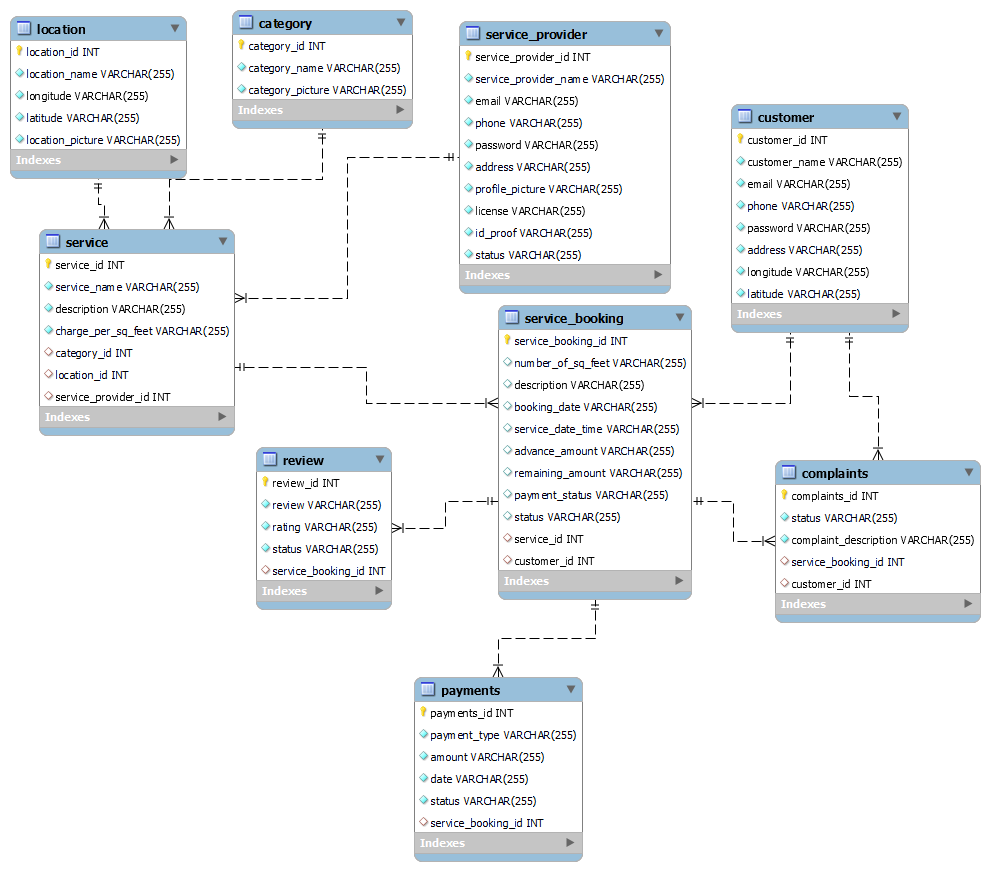 location
location_id INT
location_name VARCHAR(255)
longitude VARCHAR(255)
latitude VARCHAR(255)
location_picture VARCHAR(255)
Indexes
category
category_id INT
category_name VARCHAR(255)
category_picture VARCHAR(255)
Indexes
service_provider
service_provider_id INT
service_provider_name VARCHAR(255)
email VARCHAR(255)
phone VARCHAR(255)
password VARCHAR(255)
address VARCHAR(255)
profile_picture VARCHAR(255)
license VARCHAR(255)
id_proof VARCHAR(255)
status VARCHAR(255)
Indexes
customer
customer_id INT
customer_name VARCHAR(255)
email VARCHAR(255)
phone VARCHAR(255)
password VARCHAR(255)
address VARCHAR(255)
longitude VARCHAR(255)
latitude VARCHAR(255)
Indexes
service
service_id INT
service_name VARCHAR(255)
description VARCHAR(255)
charge_per_sq_feet VARCHAR(255)
category_id INT
location_id INT
service_provider_id INT
Indexes
service_booking
service_booking_id INT
number_of_sq_feet VARCHAR(255)
description VARCHAR(255)
booking_date VARCHAR(255)
service_date_time VARCHAR(255)
advance_amount VARCHAR(255)
remaining_amount VARCHAR(255)
payment_status VARCHAR(255)
status VARCHAR(255)
service_id INT
customer_id INT
Indexes
review
review_id INT
review VARCHAR(255)
rating VARCHAR(255)
status VARCHAR(255)
service_booking_id INT
Indexes
complaints
complaints_id INT
status VARCHAR(255)
complaint_description VARCHAR(255)
service_booking_id INT
customer_id INT
Indexes
payments
payments_id INT
payment_type VARCHAR(255)
amount VARCHAR(255)
date VARCHAR(255)
status VARCHAR(255)
service_booking_id INT
Indexes